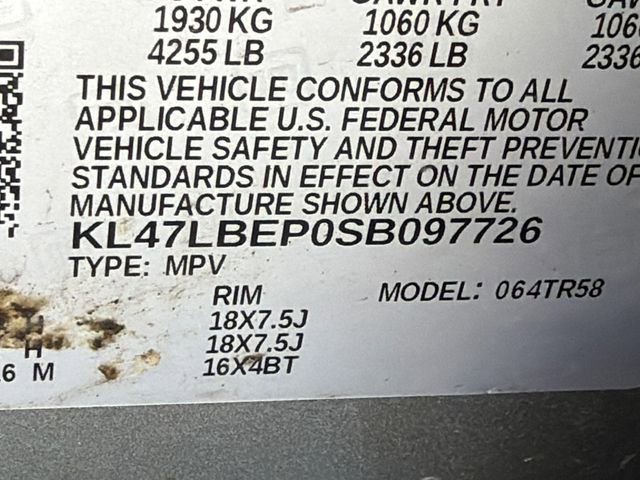 1930 KG 1060 KG 1060
4255 LB 2336 LB 2336
THIS VEHICLE CONFORMS TO ALL
APPLICABLE U.S. FEDERAL MOTOR
VEHICLE SAFETY AND THEFT PREVENTI
STANDARDS IN EFFECT ON THE DATE OF
MANUFACTURE SHOWN ABOVE.
KL47LBEP0SB097726
TYPE: MPV
RIM MODEL: 064TR58
H 18X7.5J
H 18X7.5J
M 16X4BT